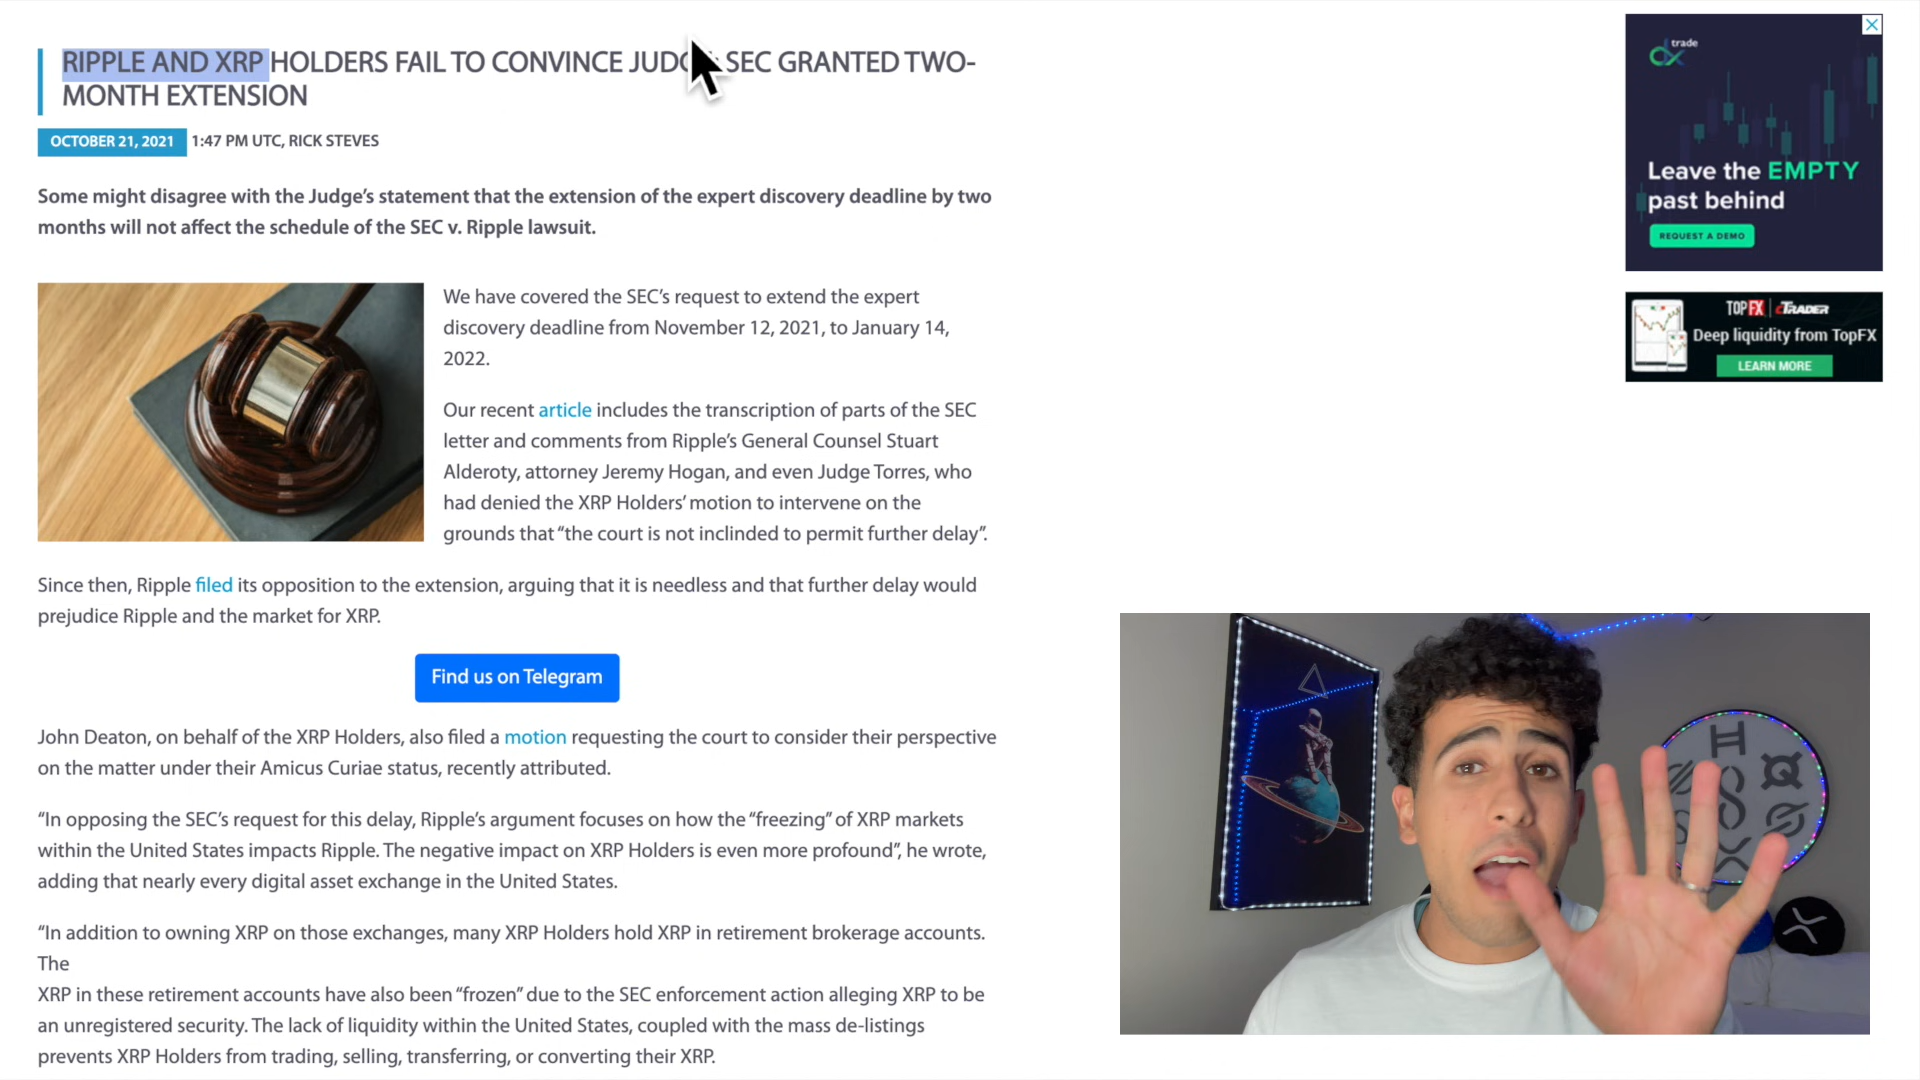 RIPPLE AND XRP HOLDERS FAIL TO CONVINCE JUDG SEC GRANTED TWO-
MONTH EXTENSION
OCTOBER 21, 2021 1:47 PM UTC, RICK STEVES
Some might disagree with the Judge’s statement that the extension of the expert discovery deadline by two
months will not affect the schedule of the SEC v. Ripple lawsuit.
We have covered the SEC’s request to extend the expert
discovery deadline from November 12, 2021, to January 14,
2022.
Our recent article includes the transcription of parts of the SEC
letter and comments from Ripple’s General Counsel Stuart
Alderoty, attorney Jeremy Hogan, and even Judge Torres, who
had denied the XRP Holders’ motion to intervene on the
grounds that “the court is not inclinded to permit further delay”.
Since then, Ripple filed its opposition to the extension, arguing that it is needless and that further delay would
prejudice Ripple and the market for XRP.
Find us on Telegram
John Deaton, on behalf of the XRP Holders, also filed a motion requesting the court to consider their perspective
on the matter under their Amicus Curiae status, recently attributed.
“In opposing the SEC’s request for this delay, Ripple’s argument focuses on how the “freezing” of XRP markets
within the United States impacts Ripple. The negative impact on XRP Holders is even more profound”, he wrote,
adding that nearly every digital asset exchange in the United States.
“In addition to owning XRP on those exchanges, many XRP Holders hold XRP in retirement brokerage accounts.
The
XRP in these retirement accounts have also been “frozen” due to the SEC enforcement action alleging XRP to be
an unregistered security. The lack of liquidity within the United States, coupled with the mass de-listings
prevents XRP Holders from trading, selling, transferring, or converting their XRP.
dx trade
Leave the EMPTY
past behind
REQUEST A DEMO
TOPFX | cTRADER
Deep liquidity from TopFX
LEARN MORE